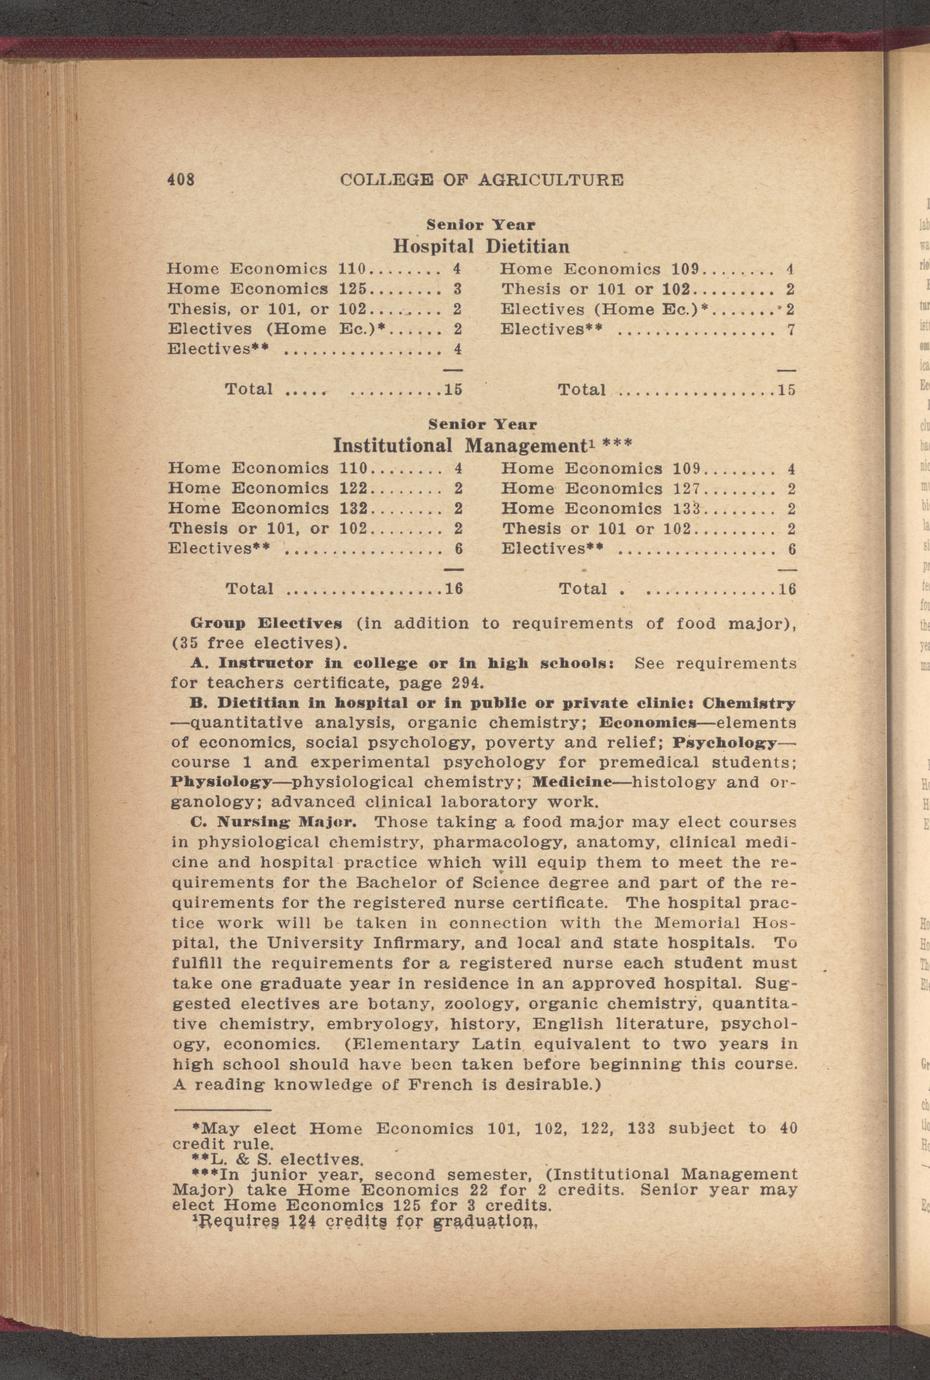 408 COLLEGE OF AGRICULTURE
Senior Year
Hospital Dietitian
Home Economics 110........ 4
Home Economics 125........ 3
Thesis, or 101, or 102........ 2
Electives (Home Ec.)*...... 2
Electives** ................. 4
Total ..... ..........15
Home Economics 109........ 4
Thesis or 101 or 102......... 2
Electives (Home Ec.)*....... 2
Electives** ................ 7
Total .................15
Senior Year
Institutional Management¹ ***
Home Economics 110........ 4
Home Economics 122........ 2
Home Economics 132........ 2
Thesis or 101, or 102........ 2
Electives** ................. 6
Total .................16
Home Economics 109........ 4
Home Economics 127........ 2
Home Economics 133........ 2
Thesis or 101 or 102......... 2
Electives** ................. 6
Total . ...............16
Group Electives (in addition to requirements of food major),
(35 free electives).
A. Instructor in college or in high schools: See requirements
for teachers certificate, page 294.
B. Dietitian in hospital or in public or private clinic: Chemistry
—quantitative analysis, organic chemistry; Economics—elements
of economics, social psychology, poverty and relief; Psychology—
course 1 and experimental psychology for premedical students;
Physiology—physiological chemistry; Medicine—histology and or-
ganology; advanced clinical laboratory work.
C. Nursing Major. Those taking a food major may elect courses
in physiological chemistry, pharmacology, anatomy, clinical medi-
cine and hospital practice which will equip them to meet the re-
quirements for the Bachelor of Science degree and part of the re-
quirements for the registered nurse certificate. The hospital prac-
tice work will be taken in connection with the Memorial Hos-
pital, the University Infirmary, and local and state hospitals. To
fulfill the requirements for a registered nurse each student must
take one graduate year in residence in an approved hospital. Sug-
gested electives are botany, zoology, organic chemistry, quantita-
tive chemistry, embryology, history, English literature, psychol-
ogy, economics. (Elementary Latin equivalent to two years in
high school should have been taken before beginning this course.
A reading knowledge of French is desirable.)
*May elect Home Economics 101, 102, 122, 133 subject to 40
credit rule.
**L. & S. electives.
***In junior year, second semester, (Institutional Management
Major) take Home Economics 22 for 2 credits. Senior year may
elect Home Economics 125 for 3 credits.
¹Requires 124 credits for graduation.